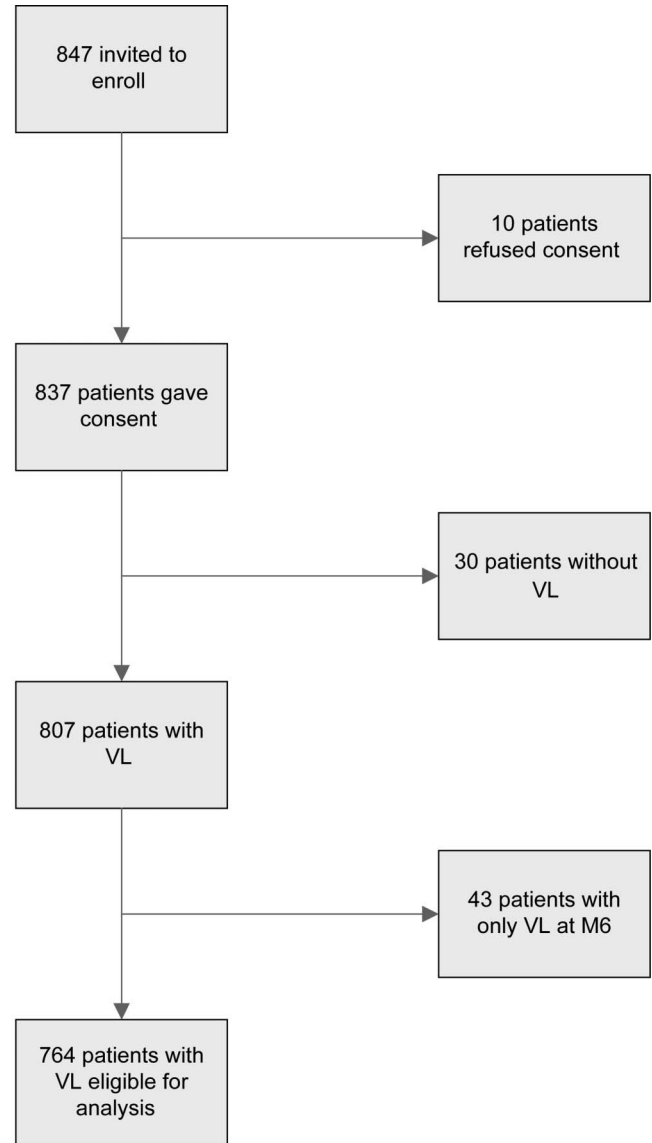 847 invited to
enroll
10 patients
refused consent
837 patients gave
consent
30 patients without
VL
807 patients with
VL
43 patients with
only VL at M6
764 patients with
VL eligible for
analysis